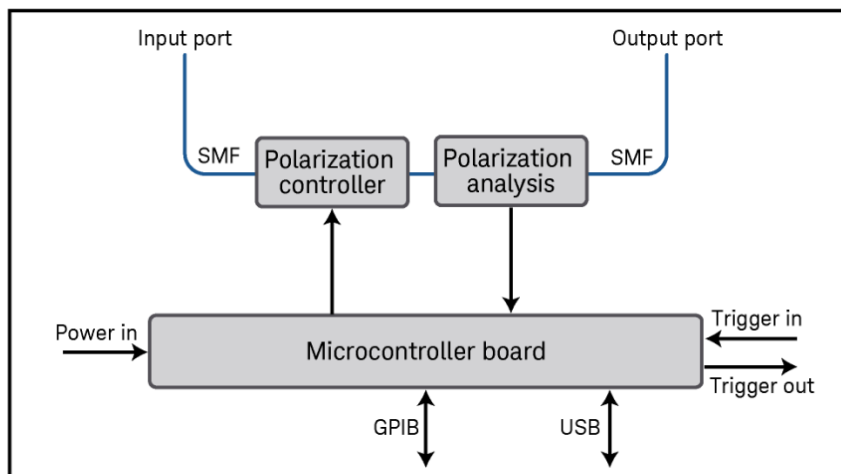 Input port
Output port
SMF
Polarization
controller
Polarization
analysis
SMF
Power in
Microcontroller board
Trigger in
Trigger out
GPIB
USB